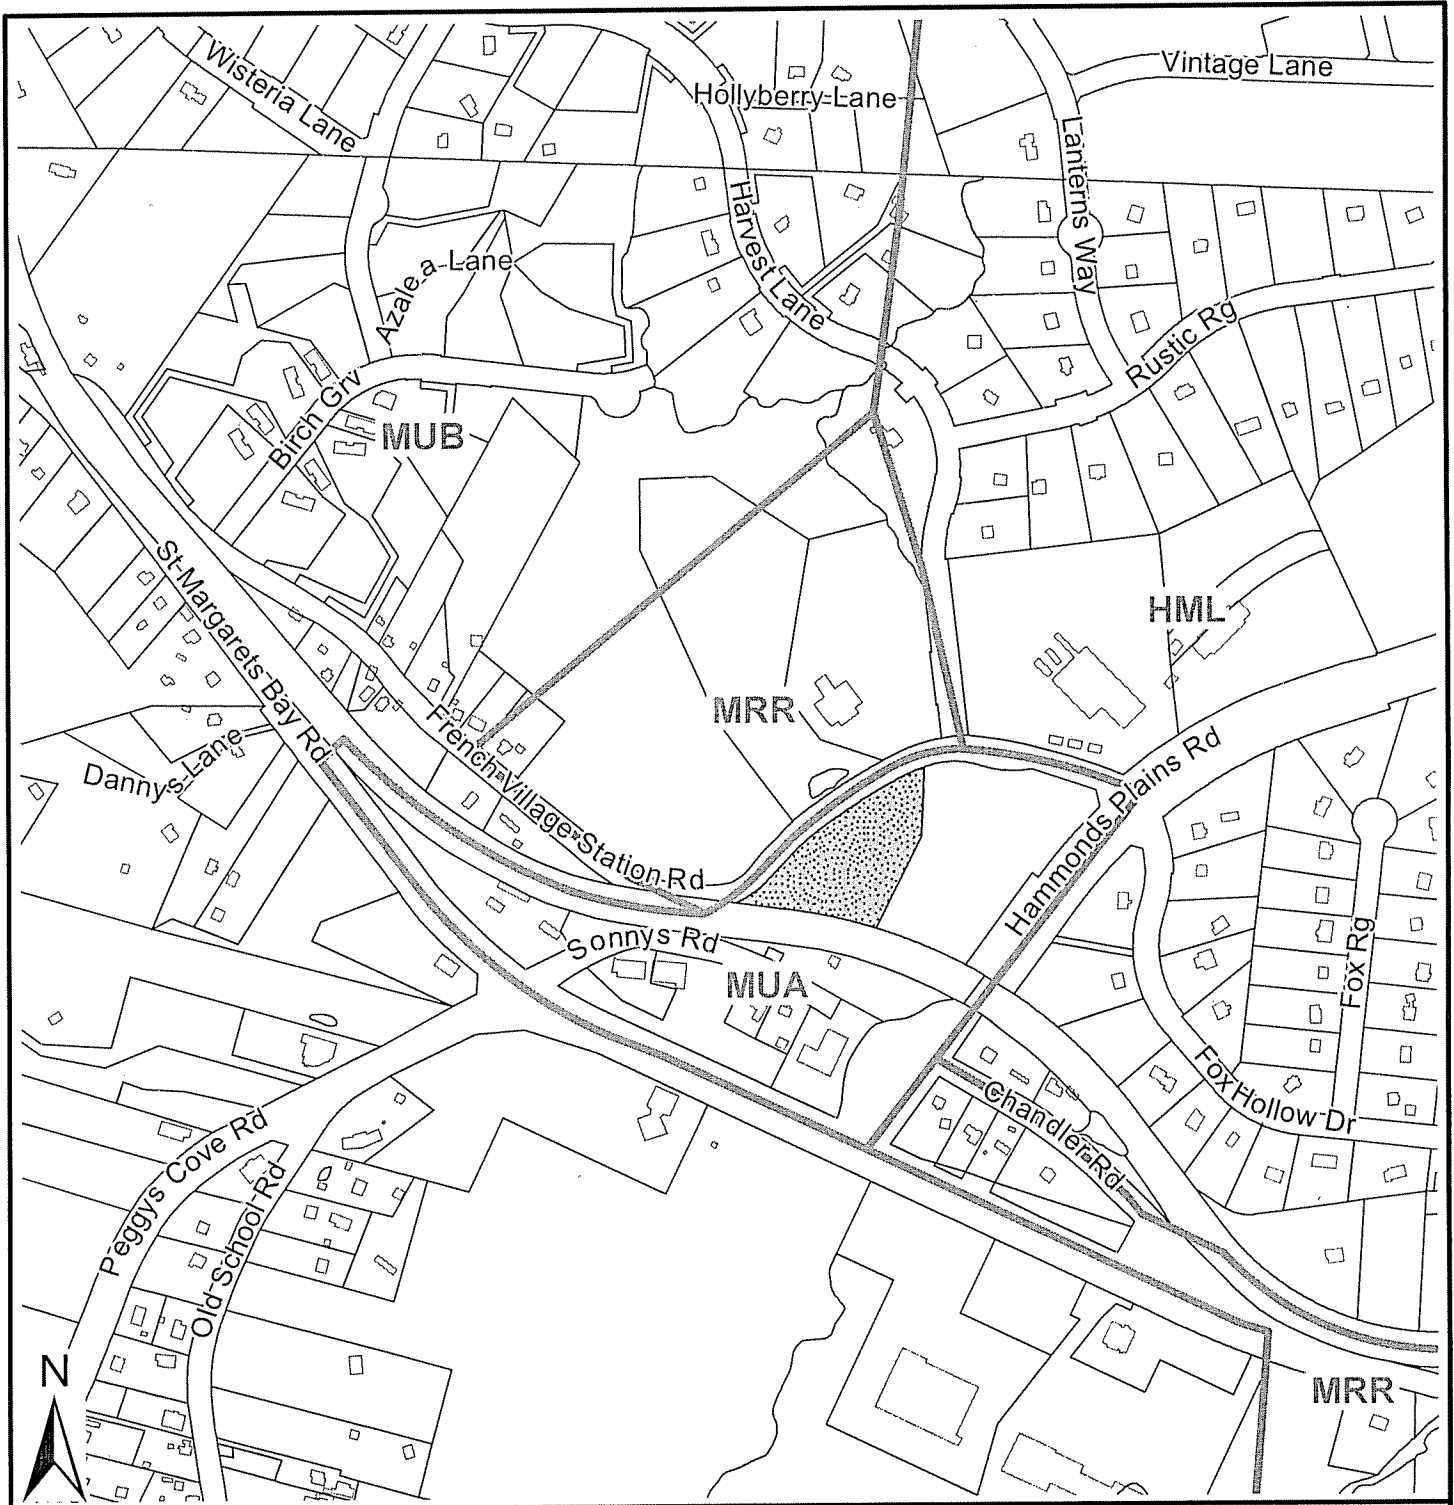 Wisteria Lane
Hollyberry Lane
Vintage Lane
Lanterns Way
Harvest Lane
Azalea Lane
Rustic Rg
Birch Grv
MUB
St Margarets Bay Rd
HML
MRR
French Village Station Rd
Dannys Lane
Hammonds Plains Rd
Sonnys Rd
MUA
Fox Rg
Fox Hollow Dr
Chandler Rd
Peggys Cove Rd
Old School Rd
N
MRR